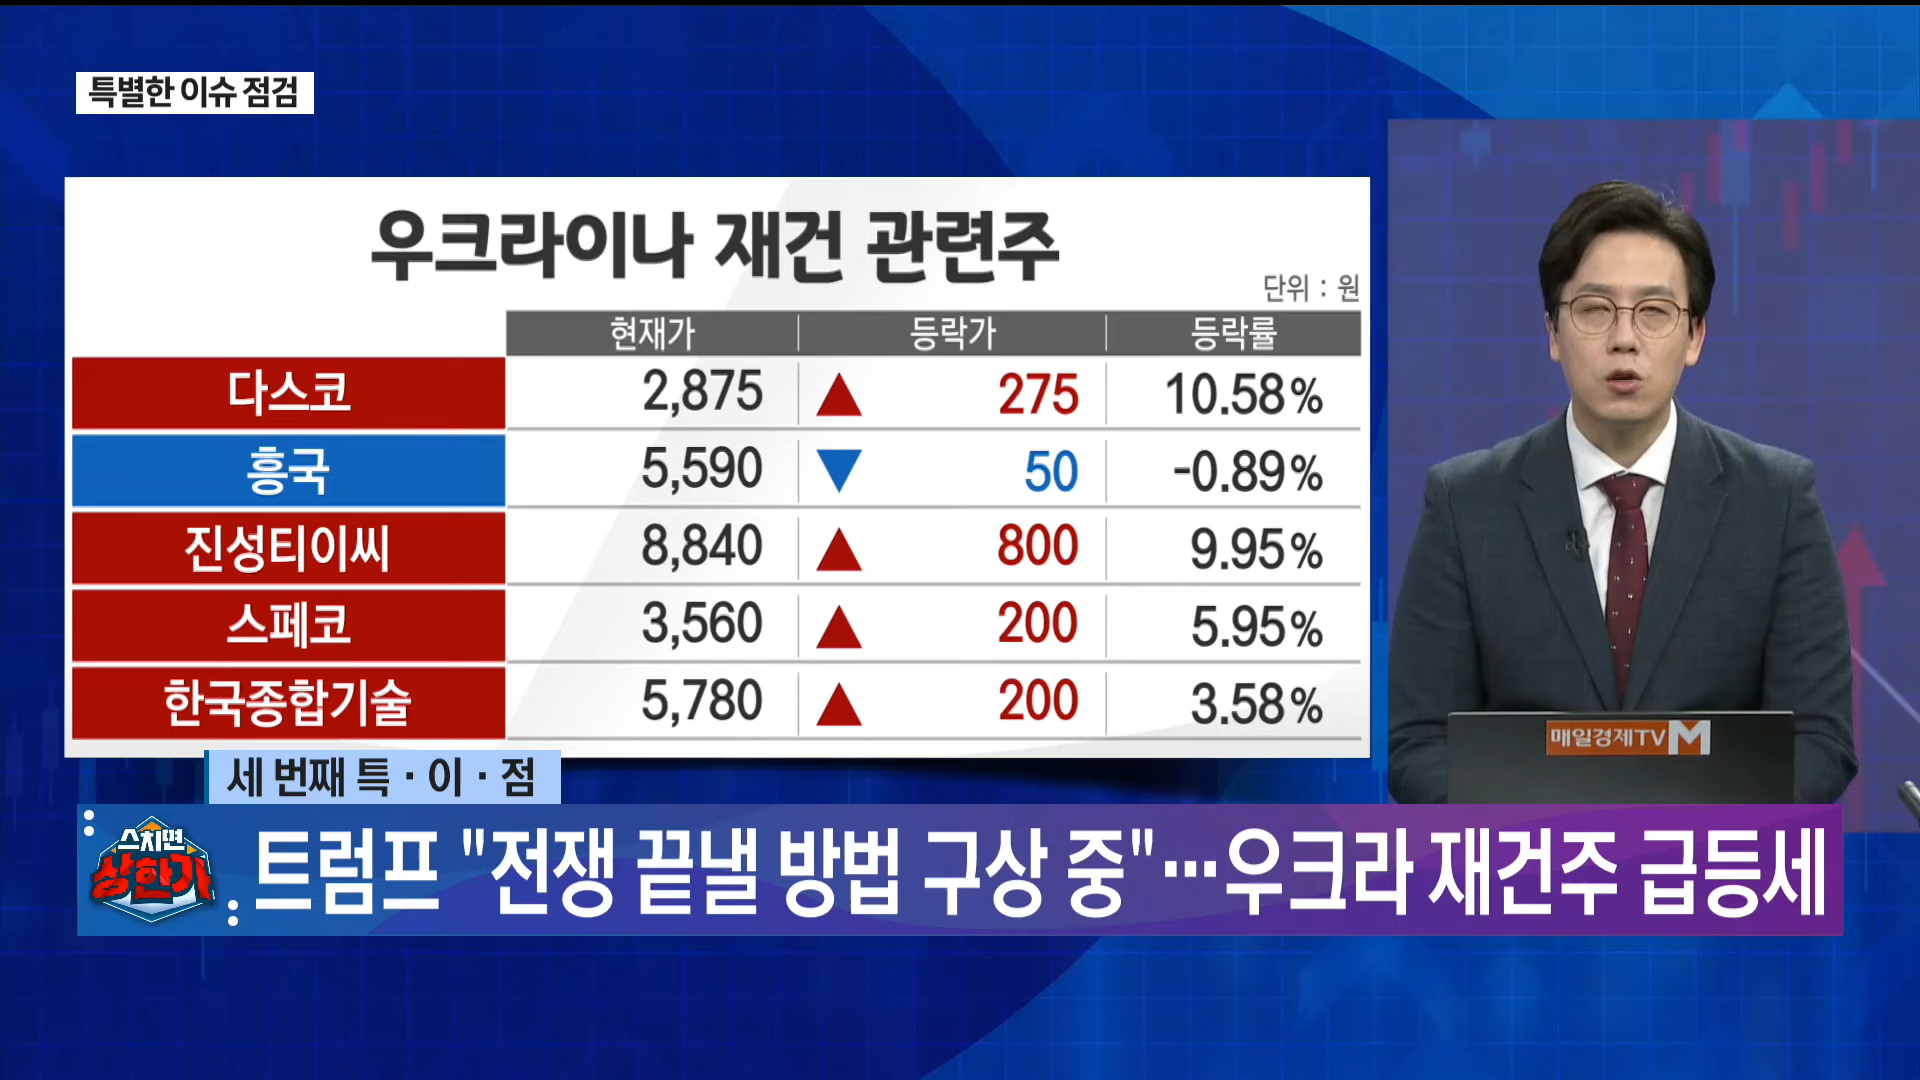 특별한 이슈 점검
우크라이나 재건 관련주
단위 : 원
현재가 등락가 등락률
다스코 2,875 ▲ 275 10.58%
흥국 5,590 ▼ 50 -0.89%
진성티이씨 8,840 ▲ 800 9.95%
스페코 3,560 ▲ 200 5.95%
한국종합기술 5,780 ▲ 200 3.58%
매일경제TV M
세 번째 특·이·점
스치면
상한가
트럼프 "전쟁 끝낼 방법 구상 중"…우크라 재건주 급등세